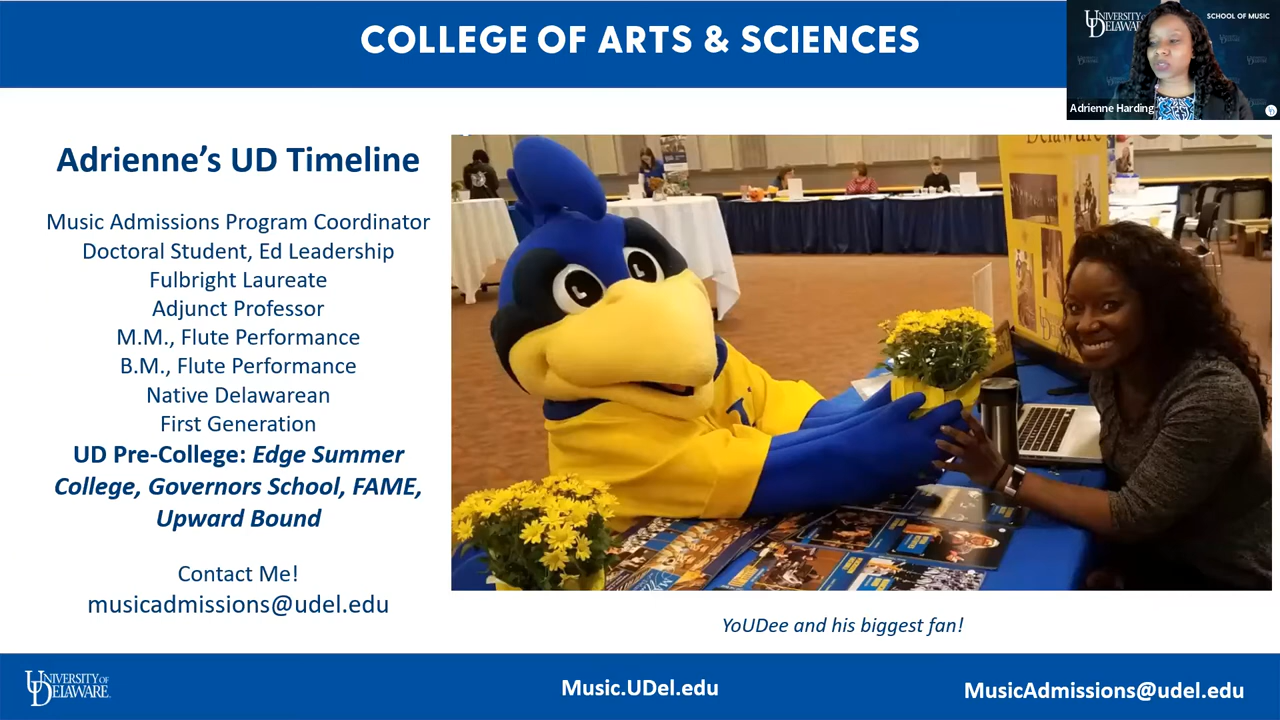 COLLEGE OF ARTS & SCIENCES
UNIVERSITY OF
DELAWARE
SCHOOL OF MUSIC
Adrienne Harding
Adrienne’s UD Timeline
Music Admissions Program Coordinator
Doctoral Student, Ed Leadership
Fulbright Laureate
Adjunct Professor
M.M., Flute Performance
B.M., Flute Performance
Native Delawarean
First Generation
UD Pre-College: Edge Summer
College, Governors School, FAME,
Upward Bound
Contact Me!
musicadmissions@udel.edu
Delaware
YoUDee and his biggest fan!
UNIVERSITY OF
DELAWARE
Music.UDel.edu
MusicAdmissions@udel.edu